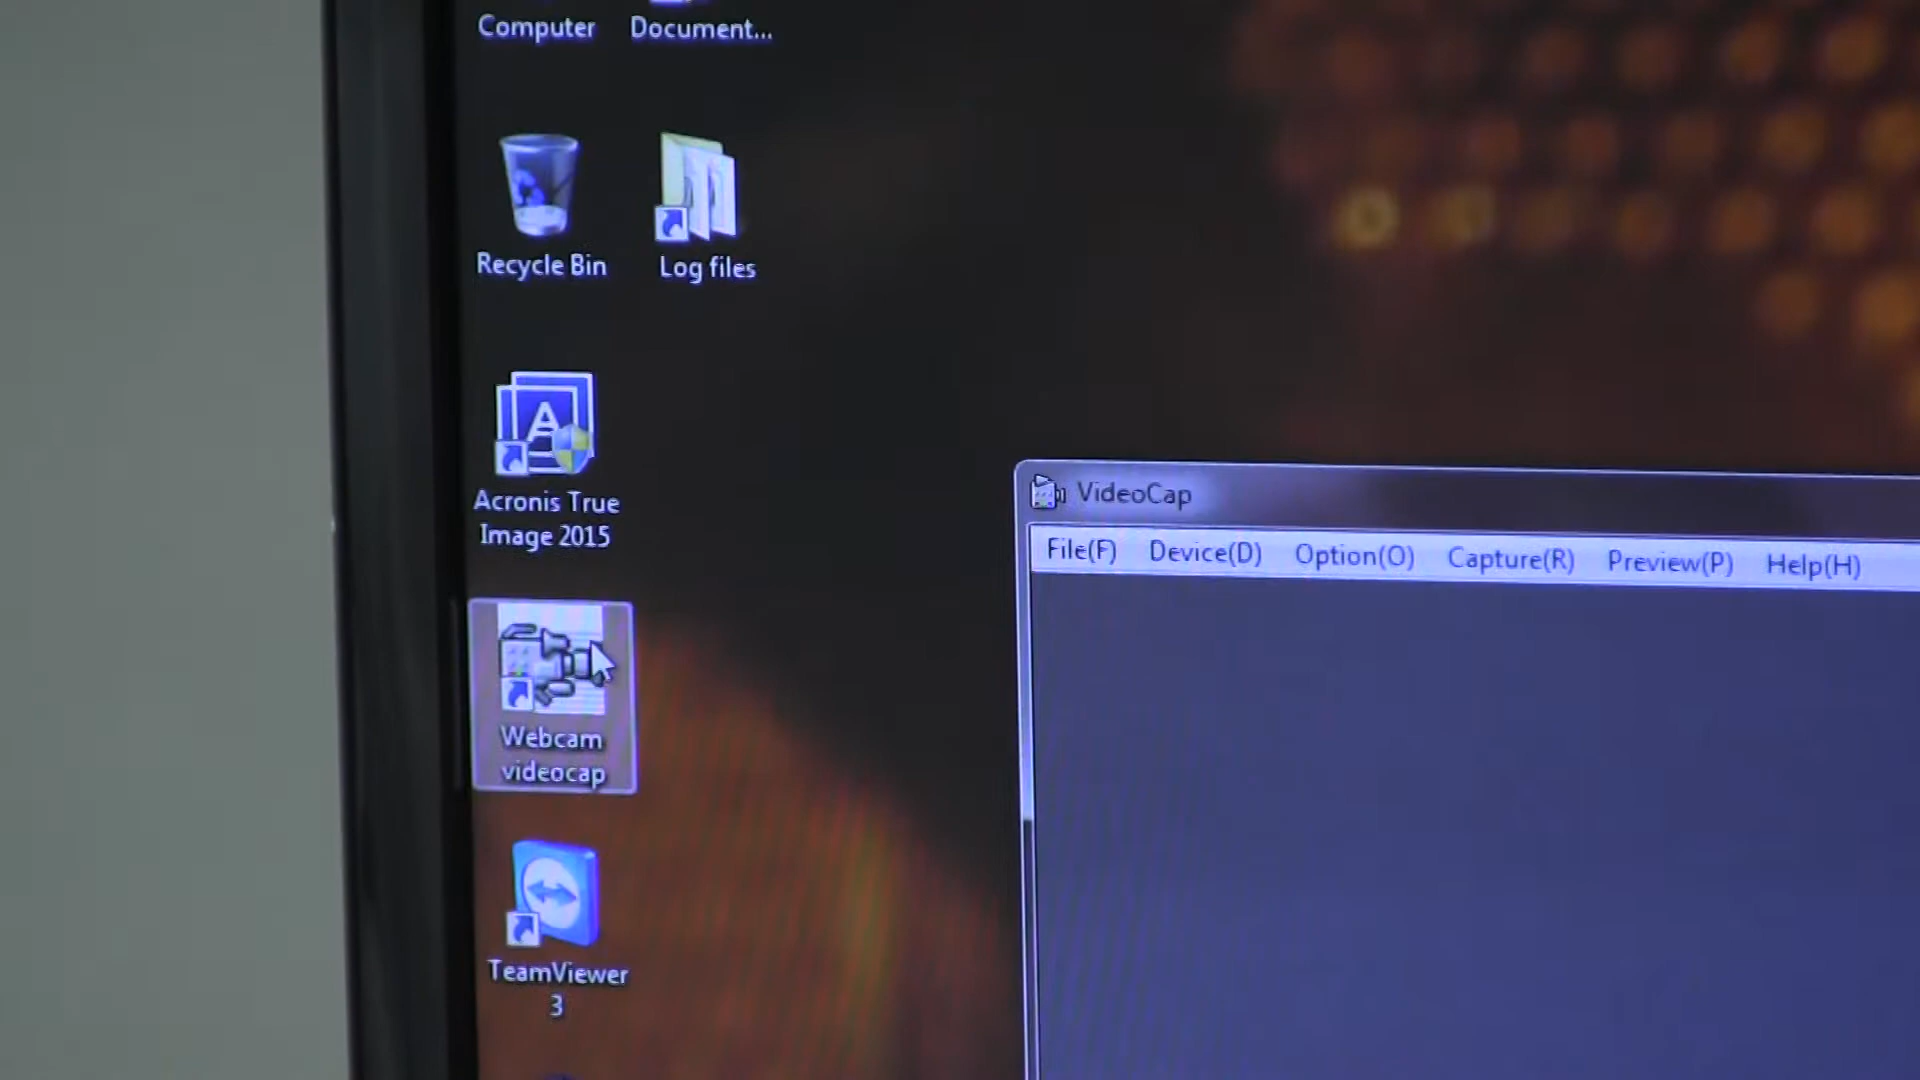 Computer
Document...
Recycle Bin
Log files
A
Acronis True
Image 2015
Webcam
videocap
TeamViewer
3
VideoCap
File(F) Device(D) Option(O) Capture(R) Preview(P) Help(H)